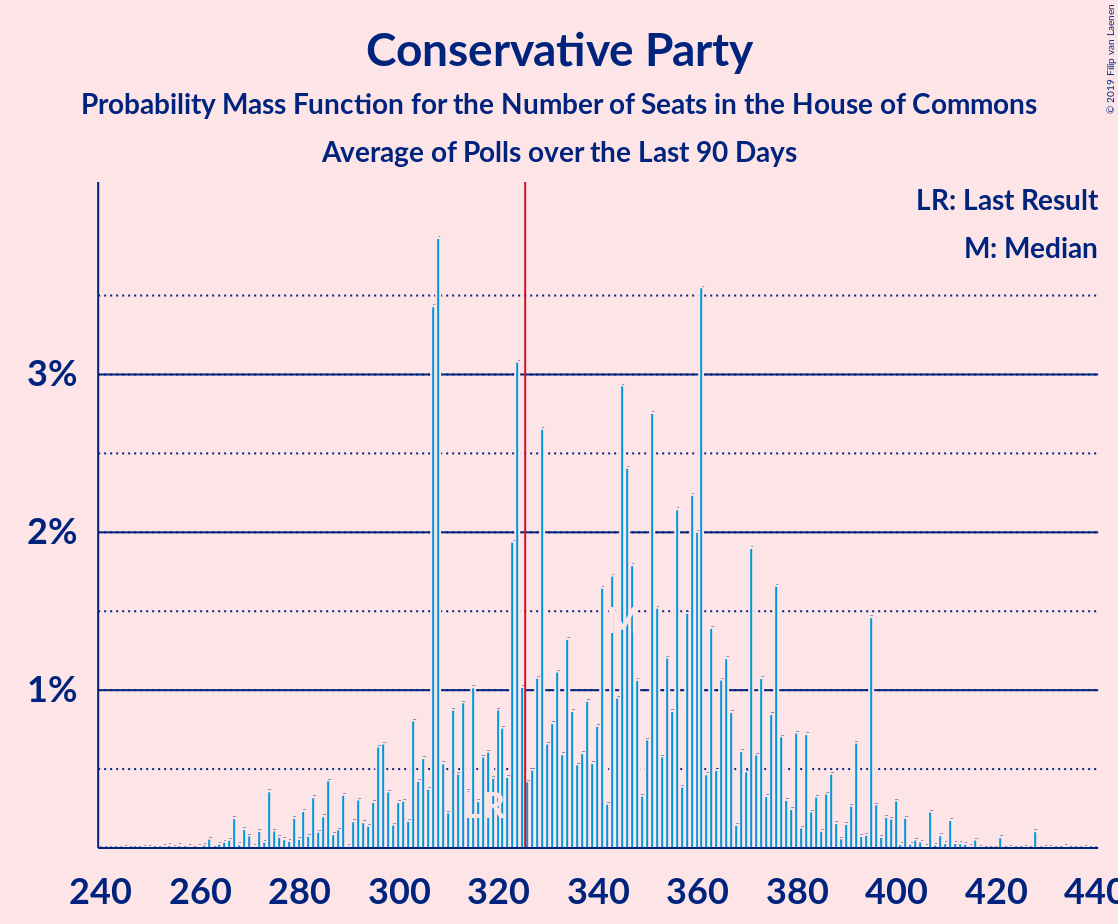 Conservative Party
Probability Mass Function for the Number of Seats in the House of Commons
Average of Polls over the Last 90 Days
© 2019 Filip van Laenen
LR: Last Result
M: Median
3%
2%
1%
M
LR
240 260 280 300 320 340 360 380 400 420 440